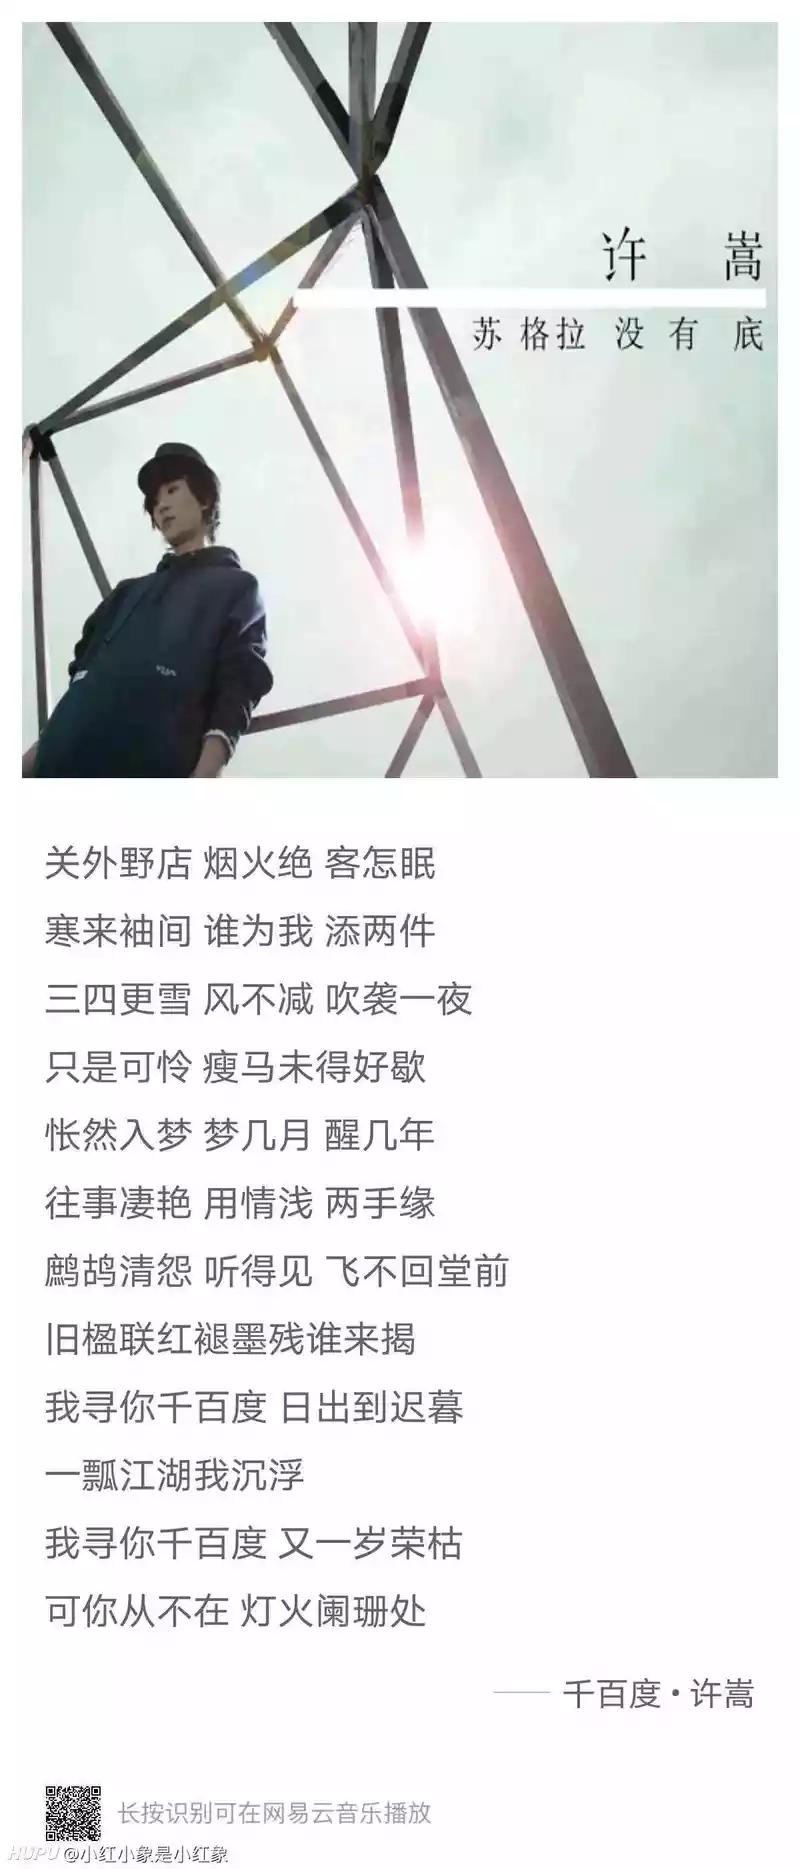 许嵩
苏格拉没有底
关外野店 烟火绝 客怎眠
寒来袖间 谁为我 添两件
三四更雪 风不减 吹袭一夜
只是可怜 瘦马未得好歇
怅然入梦 梦几月 醒几年
往事凄艳 用情浅 两手缘
鹧鸪清怨 听得见 飞不回堂前
旧楹联红褪墨残谁来揭
我寻你千百度 日出到迟暮
一瓢江湖我沉浮
我寻你千百度 又一岁荣枯
可你从不在 灯火阑珊处
—— 千百度·许嵩
长按识别可在网易云音乐播放
HUPU @小红小象是小红象